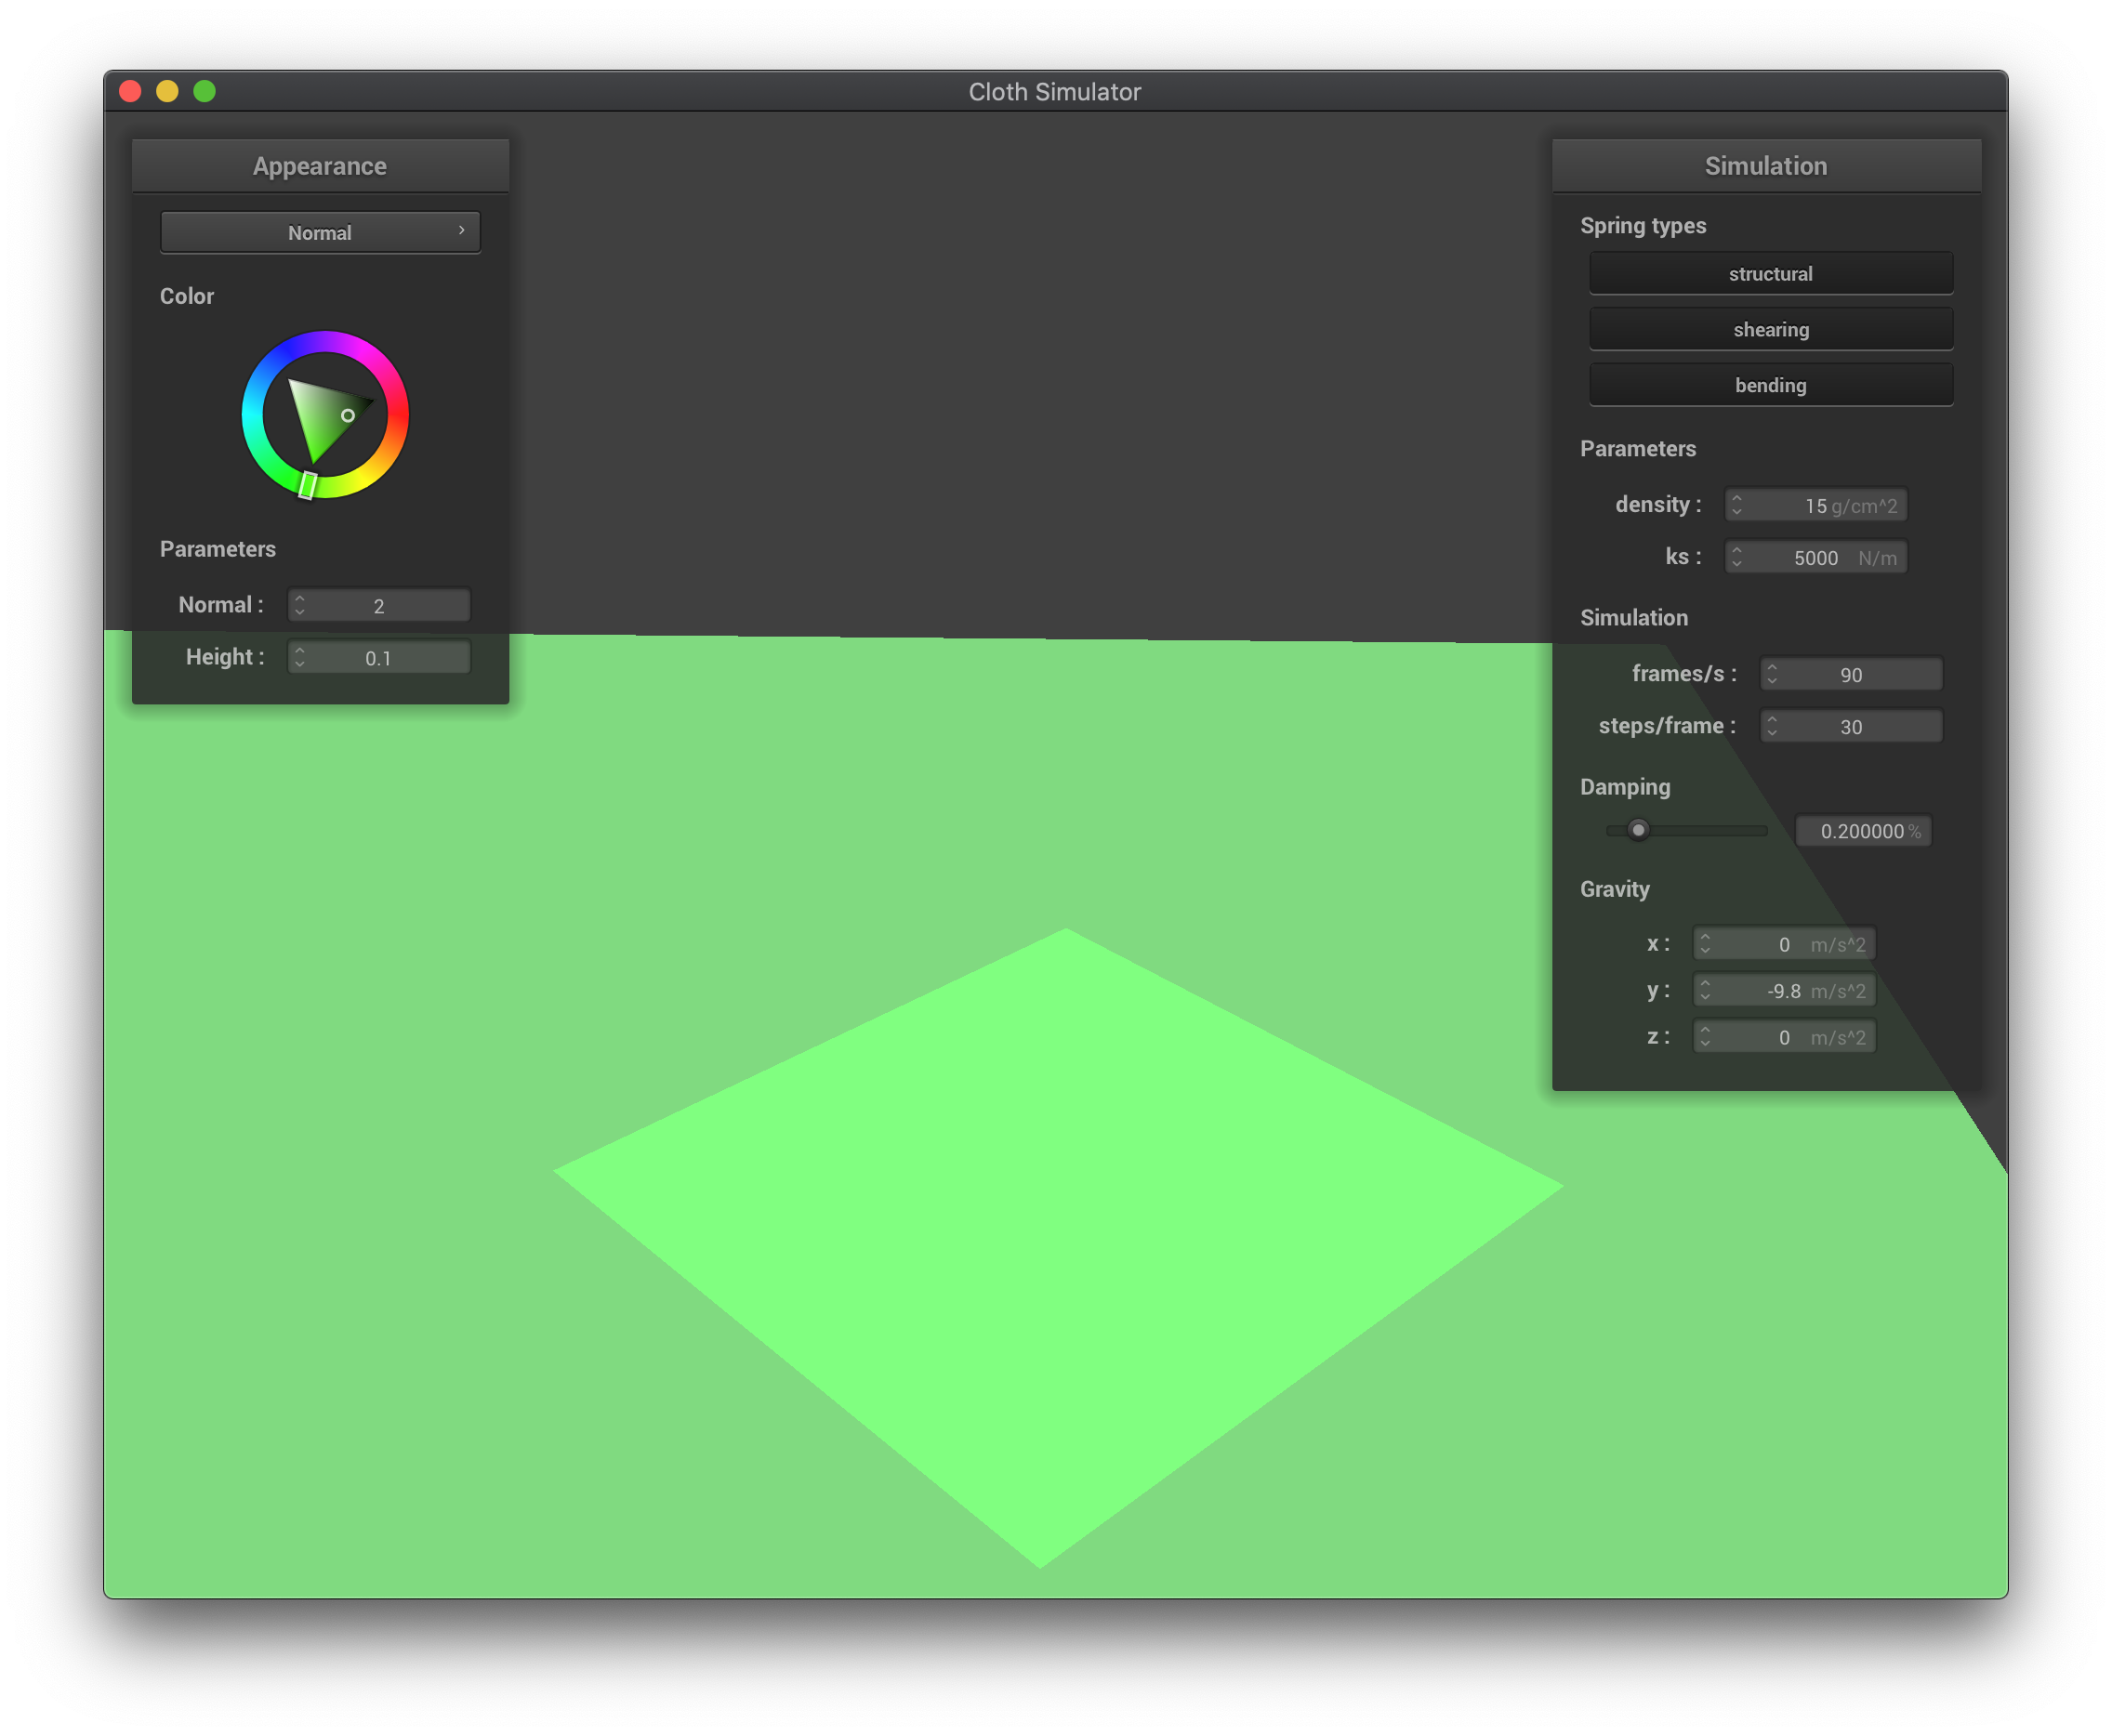 Cloth Simulator
Appearance
Normal
Color
Parameters
Normal : 2
Height : 0.1
Simulation
Spring types
structural
shearing
bending
Parameters
density : 15 g/cm^2
ks : 5000 N/m
Simulation
frames/s : 90
steps/frame : 30
Damping
0.200000 %
Gravity
x : 0 m/s^2
y : -9.8 m/s^2
z : 0 m/s^2